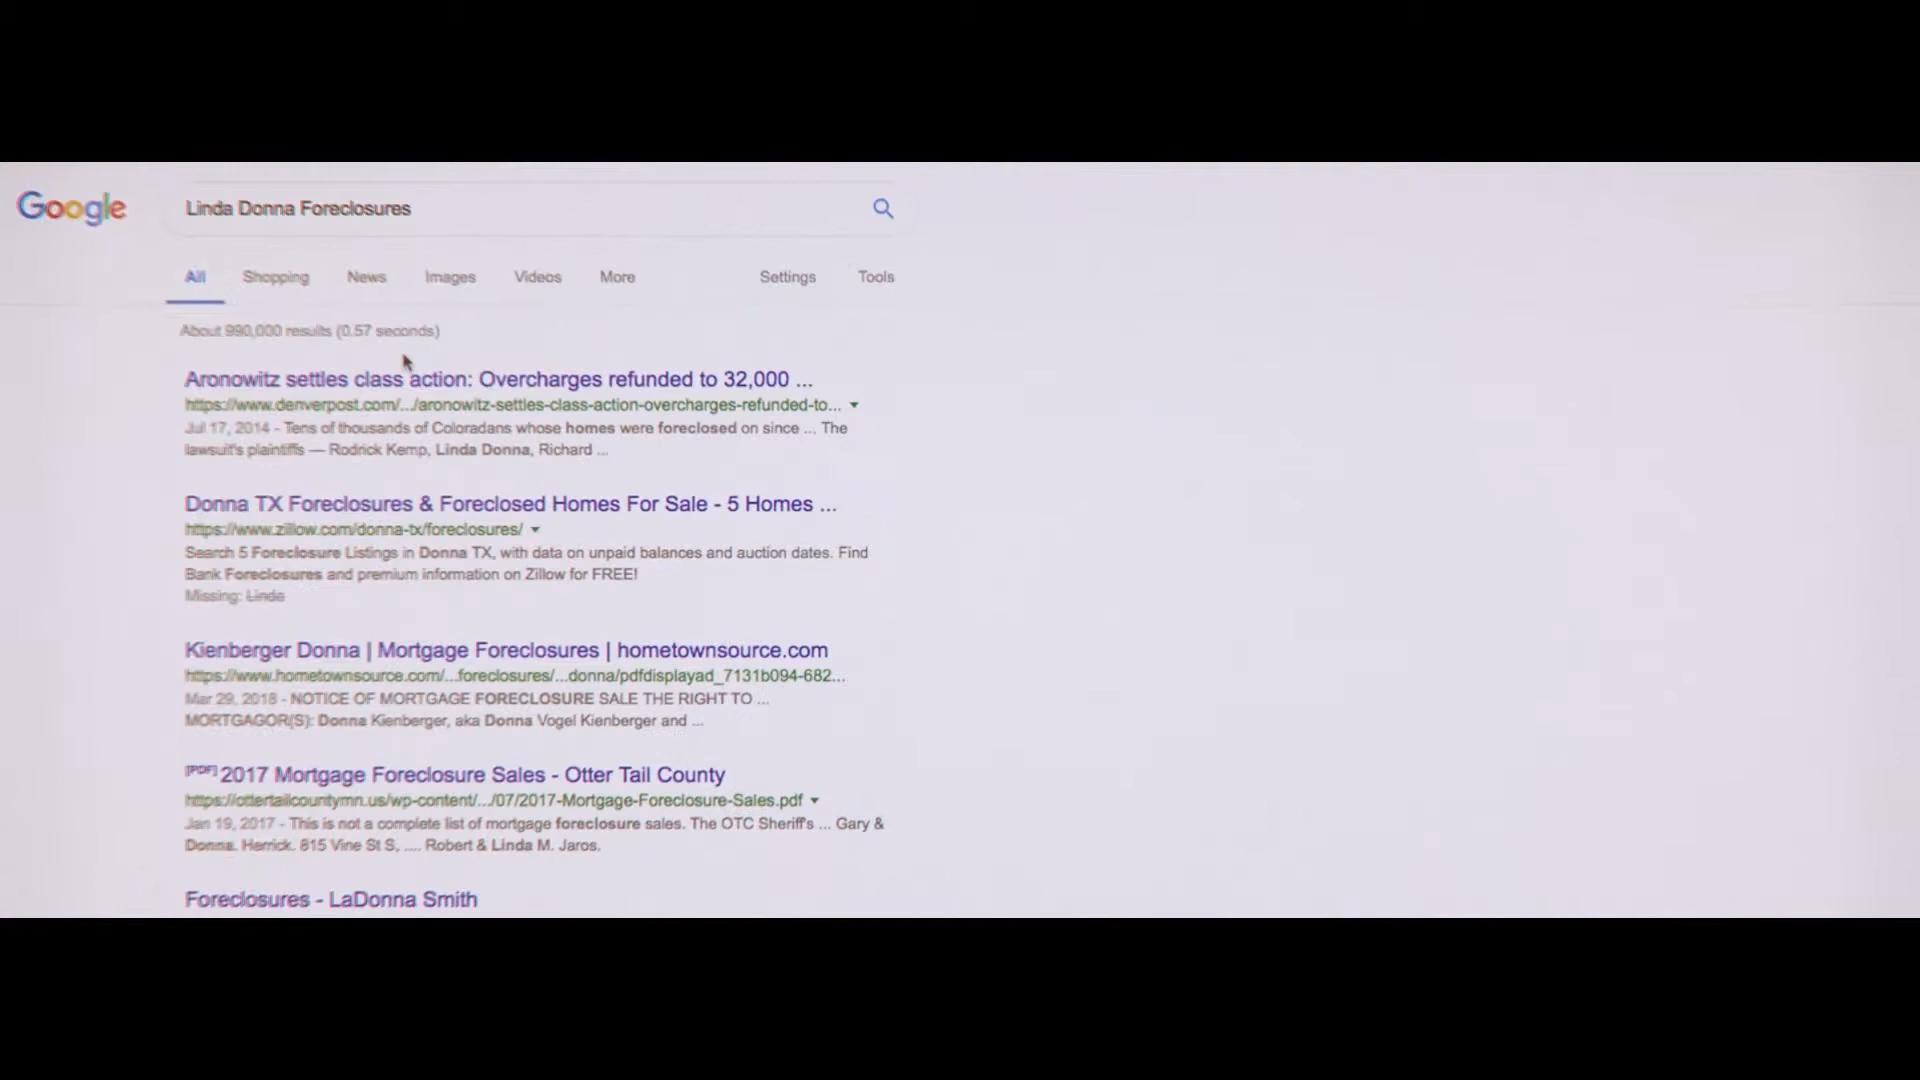 Google
Linda Donna Foreclosures
All Shopping News Images Videos More Settings Tools
About 990,000 results (0.57 seconds)
Aronowitz settles class action: Overcharges refunded to 32,000 ...
https://www.denverpost.com/.../aronowitz-settles-class-action-overcharges-refunded-to...
Jul 17, 2014 - Tens of thousands of Coloradans whose homes were foreclosed on since ... The
lawsuit's plaintiffs — Rodrick Kemp, Linda Donna, Richard ...
Donna TX Foreclosures & Foreclosed Homes For Sale - 5 Homes ...
https://www.zillow.com/donna-tx/foreclosures/
Search 5 Foreclosure Listings in Donna TX, with data on unpaid balances and auction dates. Find
Bank Foreclosures and premium information on Zillow for FREE!
Missing: Linda
Kienberger Donna | Mortgage Foreclosures | hometownsource.com
https://www.hometownsource.com/...foreclosures/...donna/pdfdisplayad_7131b094-682...
Mar 29, 2018 - NOTICE OF MORTGAGE FORECLOSURE SALE THE RIGHT TO ...
MORTGAGOR(S): Donna Kienberger, aka Donna Vogel Kienberger and ...
[PDF] 2017 Mortgage Foreclosure Sales - Otter Tail County
https://ottertailcountymn.us/wp-content/.../07/2017-Mortgage-Foreclosure-Sales.pdf
Jan 19, 2017 - This is not a complete list of mortgage foreclosure sales. The OTC Sheriff's ... Gary &
Donna. Herrick. 815 Vine St S, .... Robert & Linda M. Jaros.
Foreclosures - LaDonna Smith